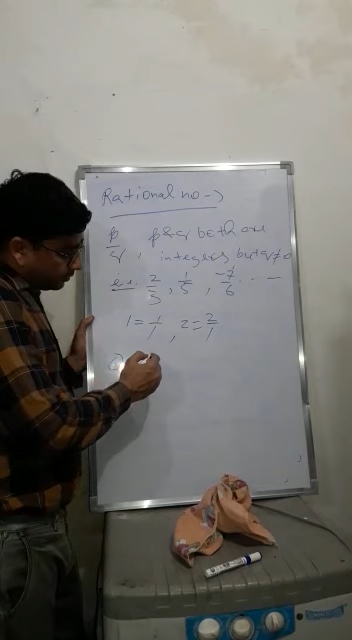 Rational no →
p/q, p & q both are
integers but q ≠ 0
ex. 2/3, 1/5, -7/6 ... —
1 = 1/1, 2 = 2/1